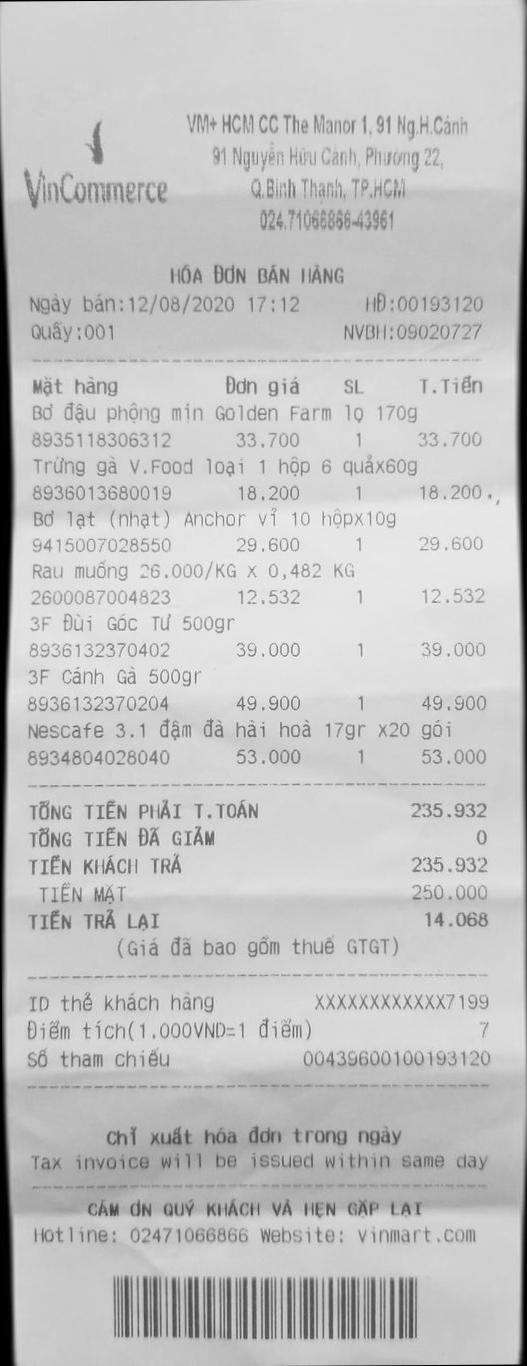 VinCommerce
VM+ HCM CC The Manor 1, 91 Ng.H.Cảnh
91 Nguyễn Hữu Cảnh, Phường 22,
Q.Bình Thạnh, TP.HCM
024.71066866-43961
HÓA ĐƠN BÁN HÀNG
Ngày bán:12/08/2020 17:12 HĐ:00193120
Quầy:001 NVBH:09020727
Mặt hàng Đơn giá SL T.Tiền
Bơ đậu phộng mịn Golden Farm lọ 170g
8935118306312 33.700 1 33.700
Trứng gà V.Food loại 1 hộp 6 quảx60g
8936013680019 18.200 1 18.200
Bơ lạt (nhạt) Anchor vỉ 10 hộpx10g
9415007028550 29.600 1 29.600
Rau muống 26.000/KG X 0,482 KG
2600087004823 12.532 1 12.532
3F Đùi Góc Tư 500gr
8936132370402 39.000 1 39.000
3F Cánh Gà 500gr
8936132370204 49.900 1 49.900
Nescafe 3.1 đậm đà hài hoà 17gr x20 gói
8934804028040 53.000 1 53.000
TỔNG TIỀN PHẢI T.TOÁN 235.932
TỔNG TIỀN ĐÃ GIẢM 0
TIỀN KHÁCH TRẢ 235.932
TIỀN MẶT 250.000
TIỀN TRẢ LẠI 14.068
(Giá đã bao gồm thuế GTGT)
ID thẻ khách hàng XXXXXXXXXXXX7199
Điểm tích(1.000VND=1 điểm) 7
Số tham chiếu 00439600100193120
Chỉ xuất hóa đơn trong ngày
Tax invoice will be issued within same day
CẢM ƠN QUÝ KHÁCH VÀ HẸN GẶP LẠI
Hotline: 02471066866 Website: vinmart.com